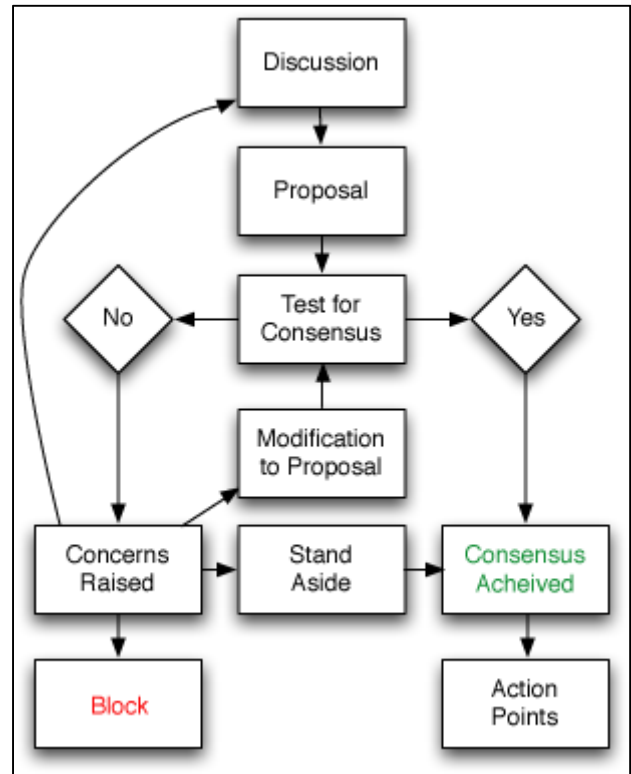 Discussion
Proposal
No
Test for
Consensus
Yes
Modification
to Proposal
Concerns
Raised
Stand
Aside
Consensus
Acheived
Block
Action
Points